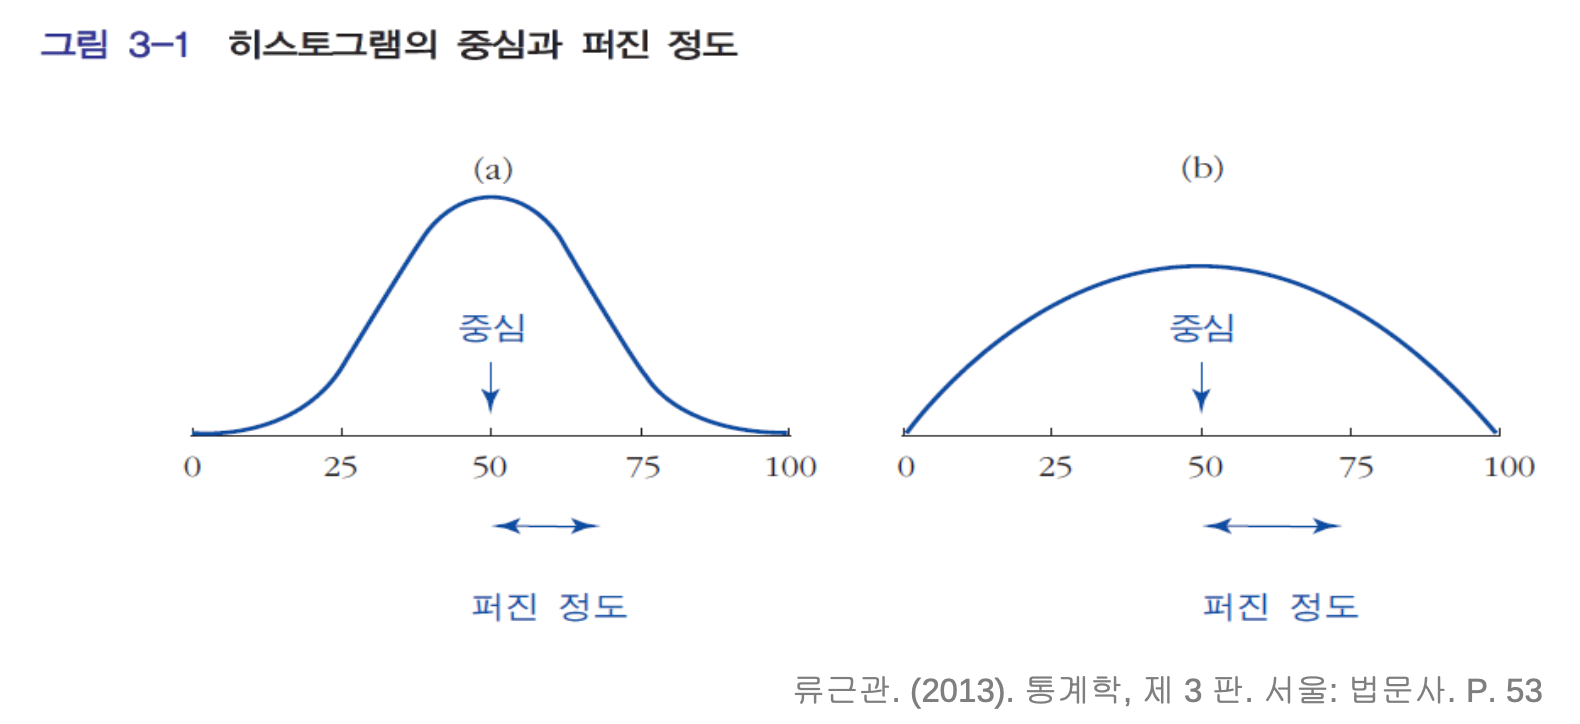 그림 3-1 히스토그램의 중심과 퍼진 정도
(a)
중심
0 25 50 75 100
퍼진 정도
(b)
중심
0 25 50 75 100
퍼진 정도
류근관. (2013). 통계학, 제 3 판. 서울: 법문사. P. 53